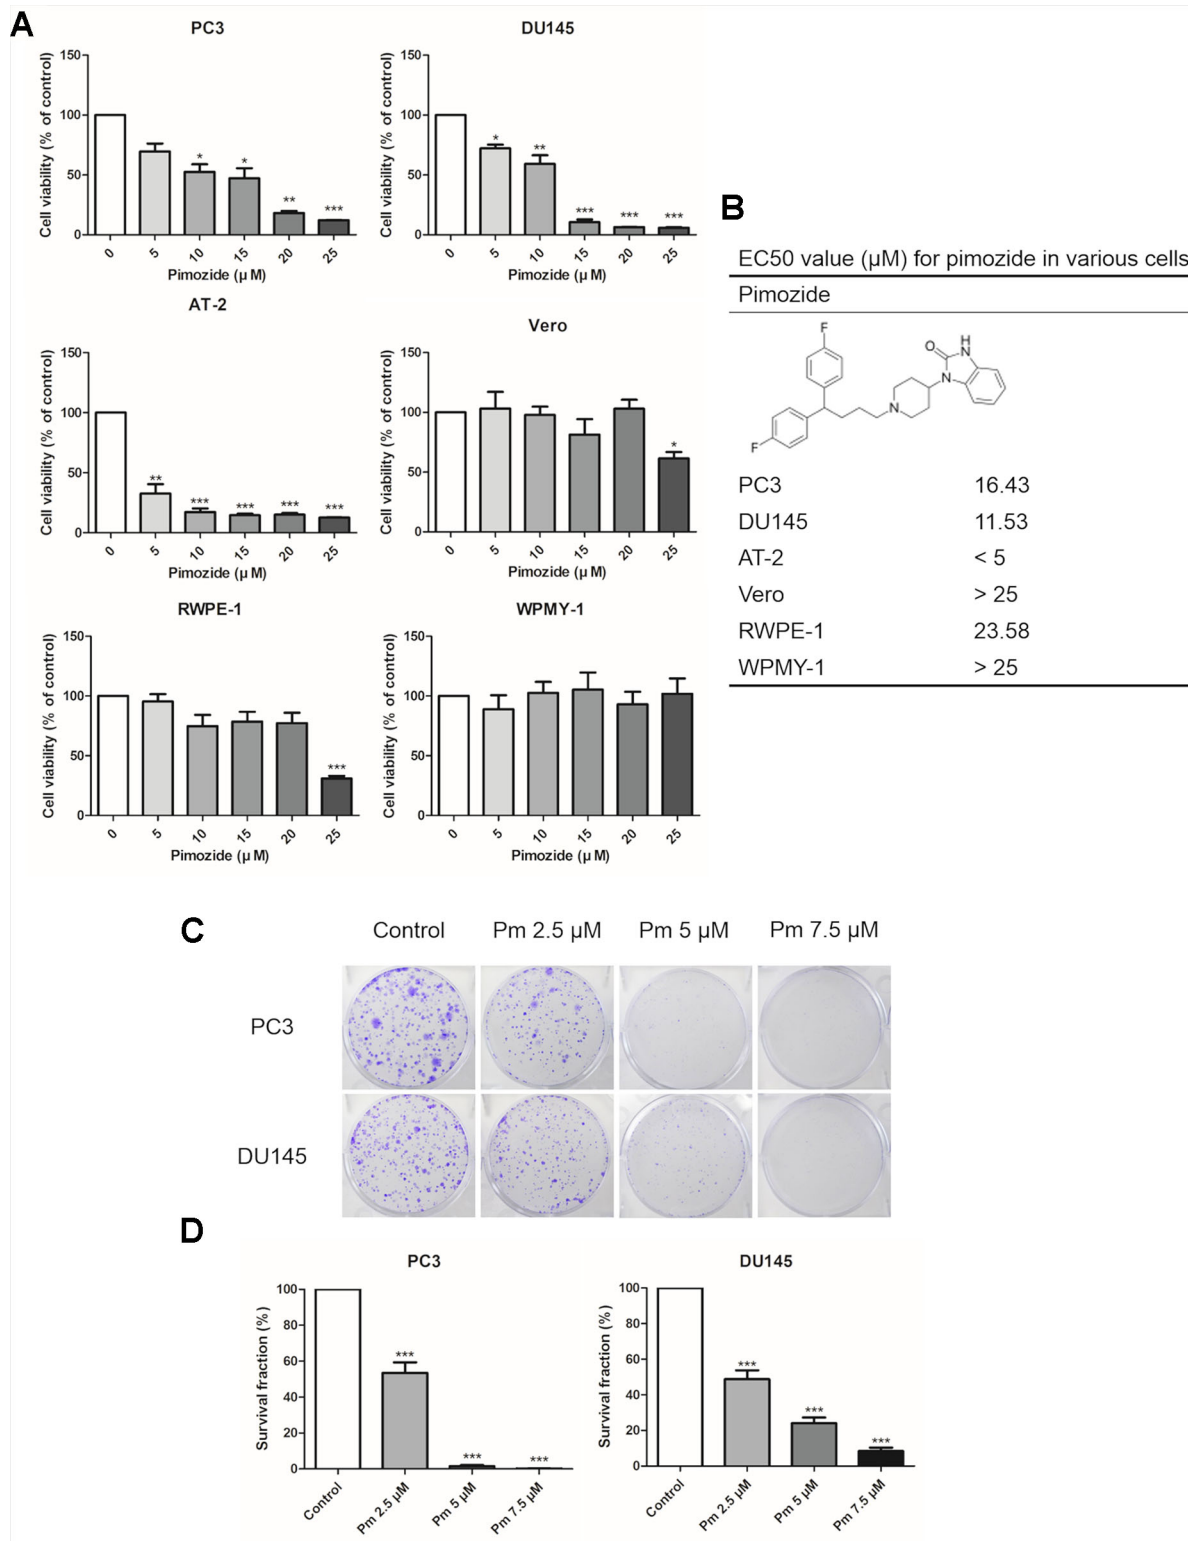 A
PC3
Cell viability (% of control)
150
100
50
0
*
*
**
***
0 5 10 15 20 25
Pimozide (µ M)
DU145
Cell viability (% of control)
150
100
50
0
*
**
***
***
***
0 5 10 15 20 25
Pimozide (µ M)
AT-2
Cell viability (% of control)
150
100
50
0
**
***
***
***
***
0 5 10 15 20 25
Pimozide (µ M)
Vero
Cell viability (% of control)
150
100
50
0
*
0 5 10 15 20 25
Pimozide (µ M)
RWPE-1
Cell viability (% of control)
150
100
50
0
***
0 5 10 15 20 25
Pimozide (µ M)
WPMY-1
Cell viability (% of control)
150
100
50
0
0 5 10 15 20 25
Pimozide (µ M)
B
EC50 value (µM) for pimozide in various cells
Pimozide
F
F
N
N
O
H
N
PC3 16.43
DU145 11.53
AT-2 < 5
Vero > 25
RWPE-1 23.58
WPMY-1 > 25
C
Control Pm 2.5 µM Pm 5 µM Pm 7.5 µM
PC3
DU145
D
PC3
Survival fraction (%)
100
80
60
40
20
0
***
***
***
Control Pm 2.5 µM Pm 5 µM Pm 7.5 µM
DU145
Survival fraction (%)
100
80
60
40
20
0
***
***
***
Control Pm 2.5 µM Pm 5 µM Pm 7.5 µM